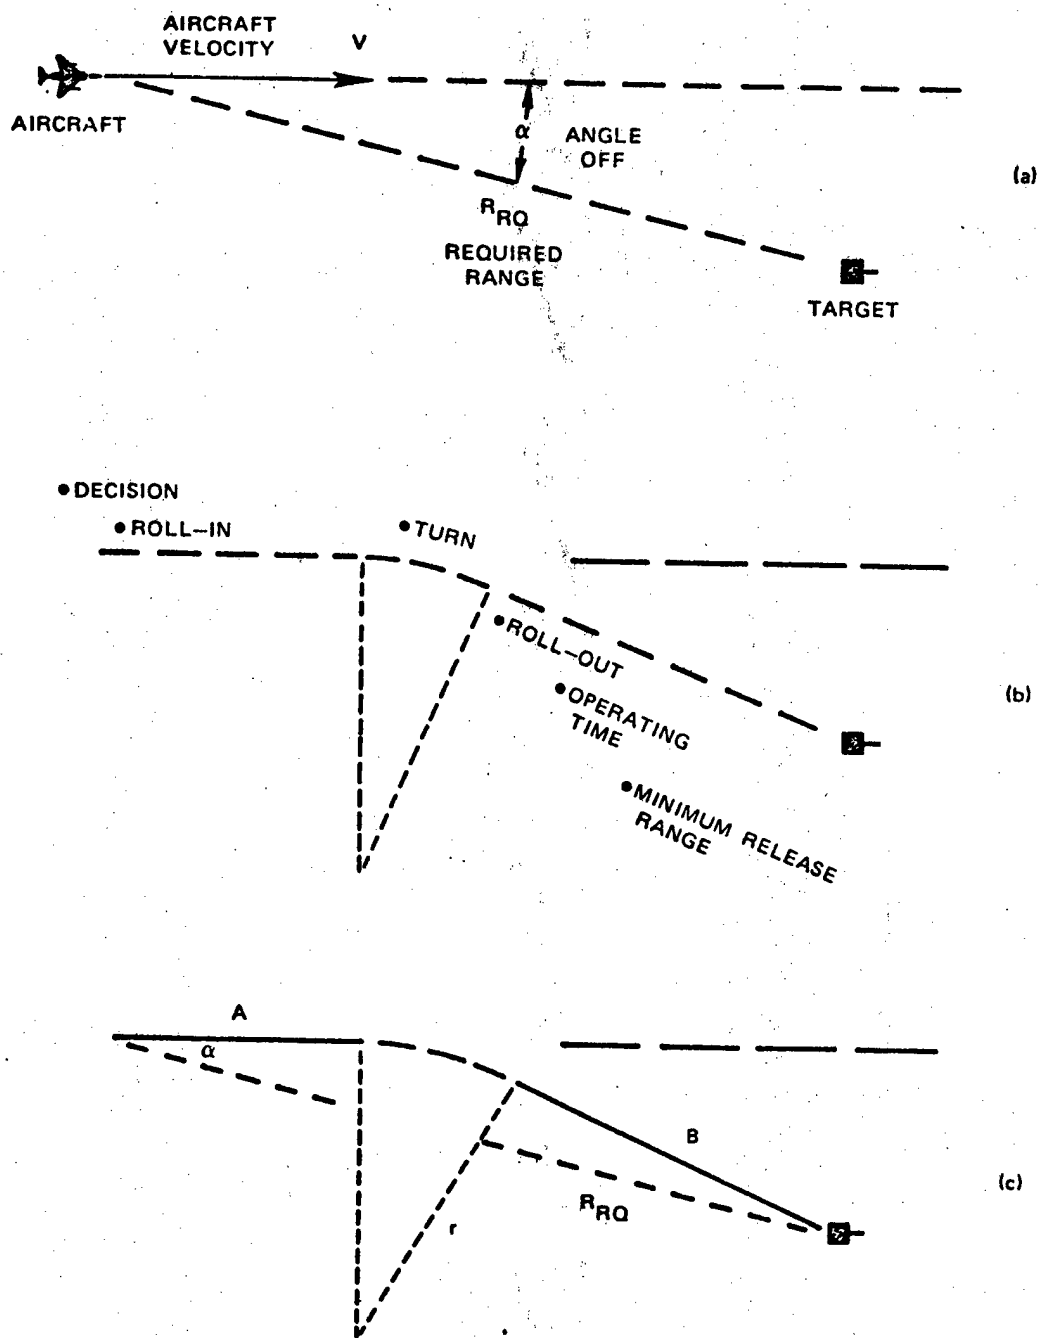 AIRCRAFT
VELOCITY
V
AIRCRAFT
α
ANGLE
OFF
(a)
RRQ
REQUIRED
RANGE
TARGET
•DECISION
•ROLL-IN
•TURN
•ROLL-OUT
•OPERATING
TIME
(b)
•MINIMUM RELEASE
RANGE
A
α
B
(c)
RRQ
r